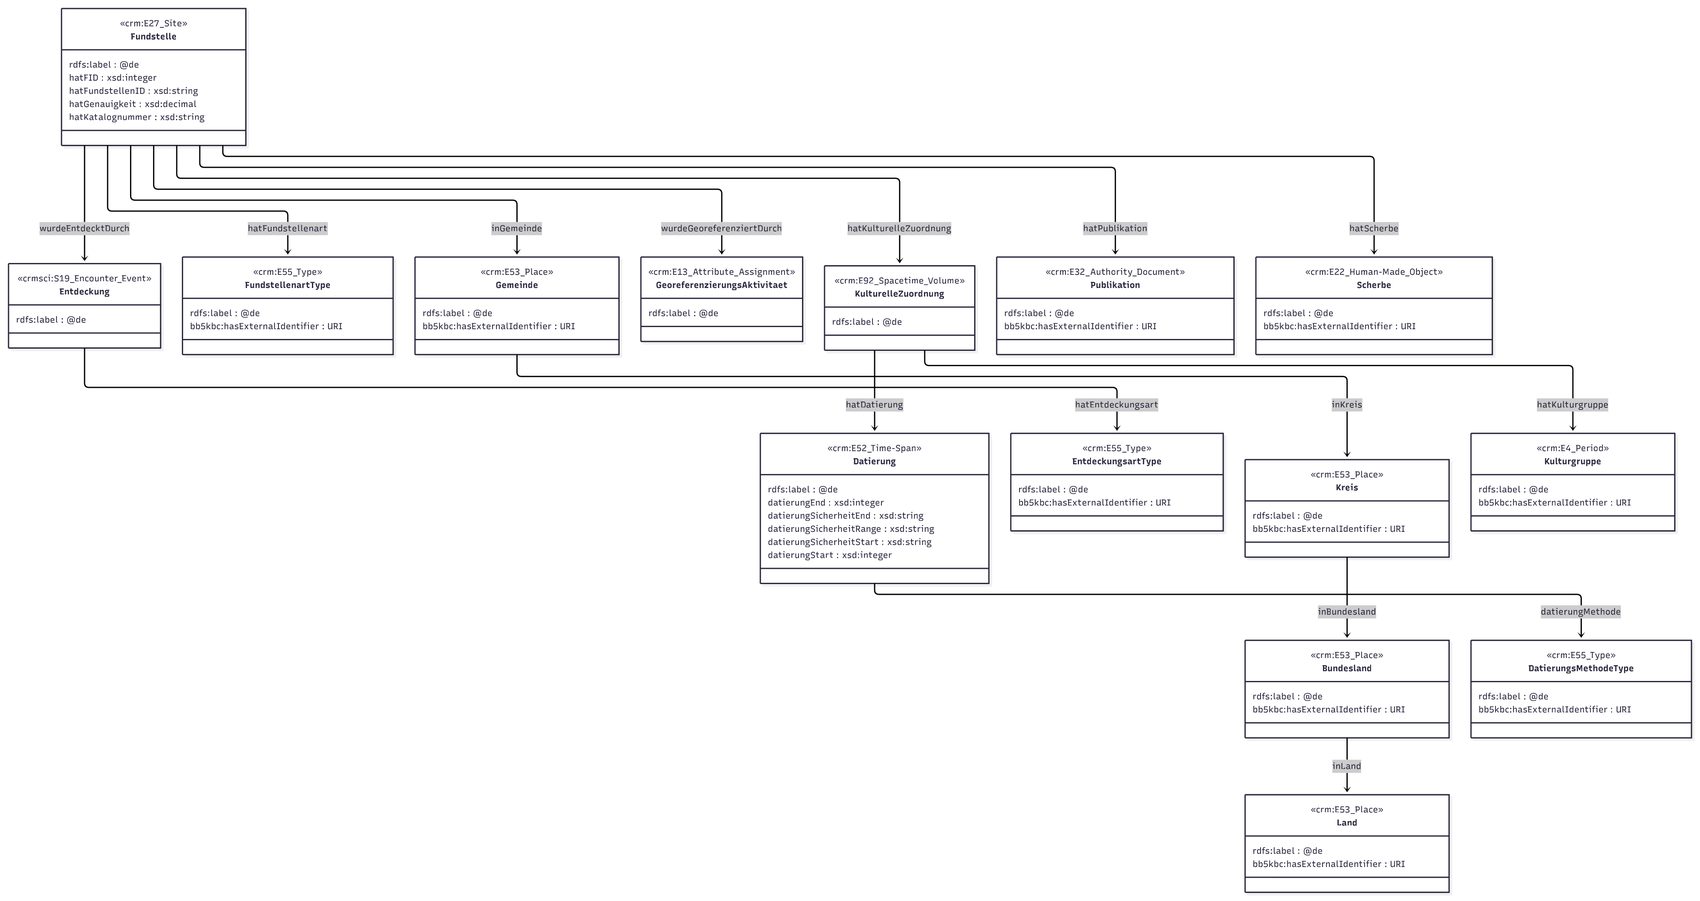 «crm:E27_Site»
Fundstelle
rdfs:label : @de
hatFID : xsd:integer
hatFundstellenID : xsd:string
hatGenauigkeit : xsd:decimal
hatKatalognummer : xsd:string
wurdeEntdecktDurch
hatFundstellenart
inGemeinde
wurdeGeoreferenziertDurch
hatKulturelleZuordnung
hatPublikation
hatScherbe
«crmsci:S19_Encounter_Event»
Entdeckung
rdfs:label : @de
«crm:E55_Type»
FundstellenartType
rdfs:label : @de
bb5kbc:hasExternalIdentifier : URI
«crm:E53_Place»
Gemeinde
rdfs:label : @de
bb5kbc:hasExternalIdentifier : URI
«crm:E13_Attribute_Assignment»
GeoreferenzierungsAktivitaet
rdfs:label : @de
«crm:E92_Spacetime_Volume»
KulturelleZuordnung
rdfs:label : @de
«crm:E32_Authority_Document»
Publikation
rdfs:label : @de
bb5kbc:hasExternalIdentifier : URI
«crm:E22_Human-Made_Object»
Scherbe
rdfs:label : @de
bb5kbc:hasExternalIdentifier : URI
hatDatierung
hatEntdeckungsart
inKreis
hatKulturgruppe
«crm:E52_Time-Span»
Datierung
rdfs:label : @de
datierungEnd : xsd:integer
datierungSicherheitEnd : xsd:string
datierungSicherheitRange : xsd:string
datierungSicherheitStart : xsd:string
datierungStart : xsd:integer
«crm:E55_Type»
EntdeckungsartType
rdfs:label : @de
bb5kbc:hasExternalIdentifier : URI
«crm:E53_Place»
Kreis
rdfs:label : @de
bb5kbc:hasExternalIdentifier : URI
«crm:E4_Period»
Kulturgruppe
rdfs:label : @de
bb5kbc:hasExternalIdentifier : URI
inBundesland
datierungMethode
«crm:E53_Place»
Bundesland
rdfs:label : @de
bb5kbc:hasExternalIdentifier : URI
«crm:E55_Type»
DatierungsMethodeType
rdfs:label : @de
bb5kbc:hasExternalIdentifier : URI
inLand
«crm:E53_Place»
Land
rdfs:label : @de
bb5kbc:hasExternalIdentifier : URI